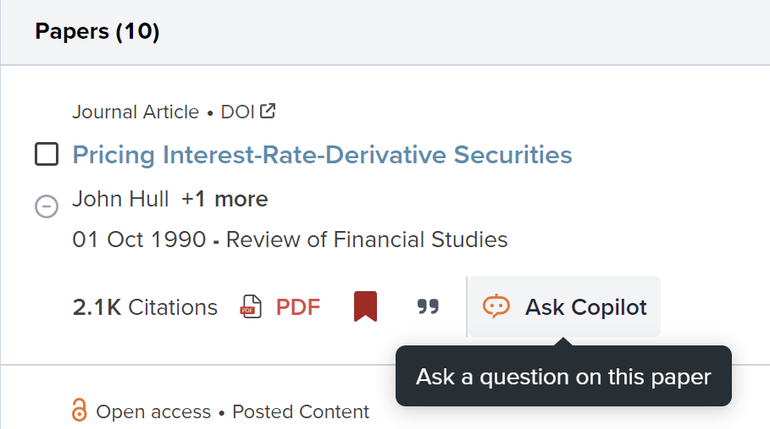 Papers (10)
Journal Article • DOI
Pricing Interest-Rate-Derivative Securities
John Hull +1 more
01 Oct 1990 - Review of Financial Studies
2.1K Citations PDF PDF ❞ Ask Copilot
Ask a question on this paper
Open access • Posted Content